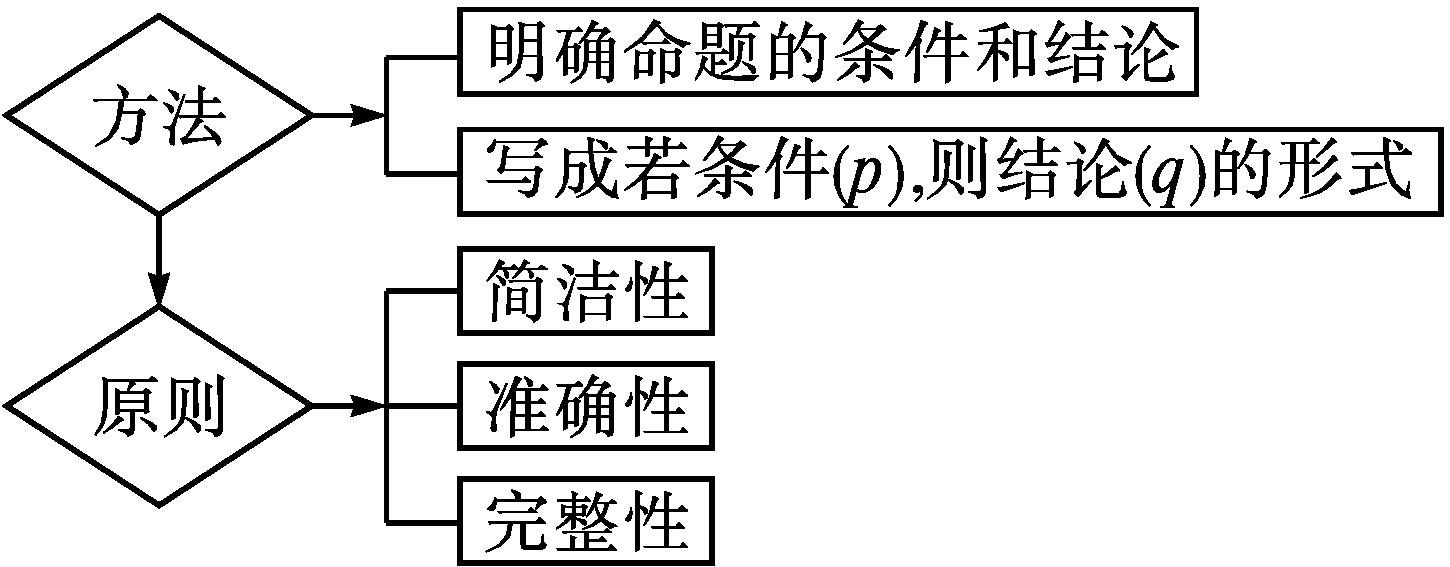 方法
明确命题的条件和结论
写成若条件(p),则结论(q)的形式
原则
简洁性
准确性
完整性